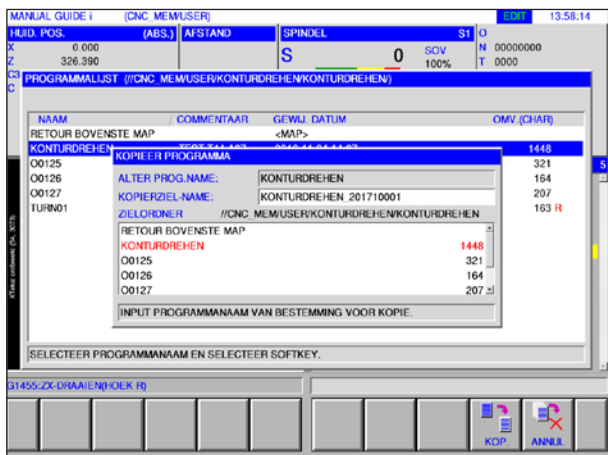 MANUAL GUIDE i (CNC_MEM/USER) EDIT 13:58:14
HUID. POS. (ABS.) AFSTAND SPINDEL S1 O
X 0.000 S 0 SOV 100% N 00000000
Z 326.390 T 0000
C3 PROGRAMMALIJST (//CNC_MEM/USER/KONTURDREHEN/KONTURDREHEN/)
C
NAAM / COMMENTAAR GEWIJ. DATUM OMV.(CHAR)
RETOUR BOVENSTE MAP <MAP>
KONTURDREHEN 1448
O0125 321
O0126 164
O0127 207
TURN01 163 R
5
KOPIEER PROGRAMMA
ALTER PROG.NAME: KONTURDREHEN
KOPIERZIEL-NAME: KONTURDREHEN_201710001
ZIELORDNER //CNC_MEM/USER/KONTURDREHEN/KONTURDREHEN
RETOUR BOVENSTE MAP
KONTURDREHEN 1448
O0125 321
O0126 164
O0127 207
INPUT PROGRAMMANAAM VAN BESTEMMING VOOR KOPIE.
SELECTEER PROGRAMMANAAM EN SELECTEER SOFTKEY.
G1455:ZX-DRAAIEN(HOEK R)
KOP. ANNUL.